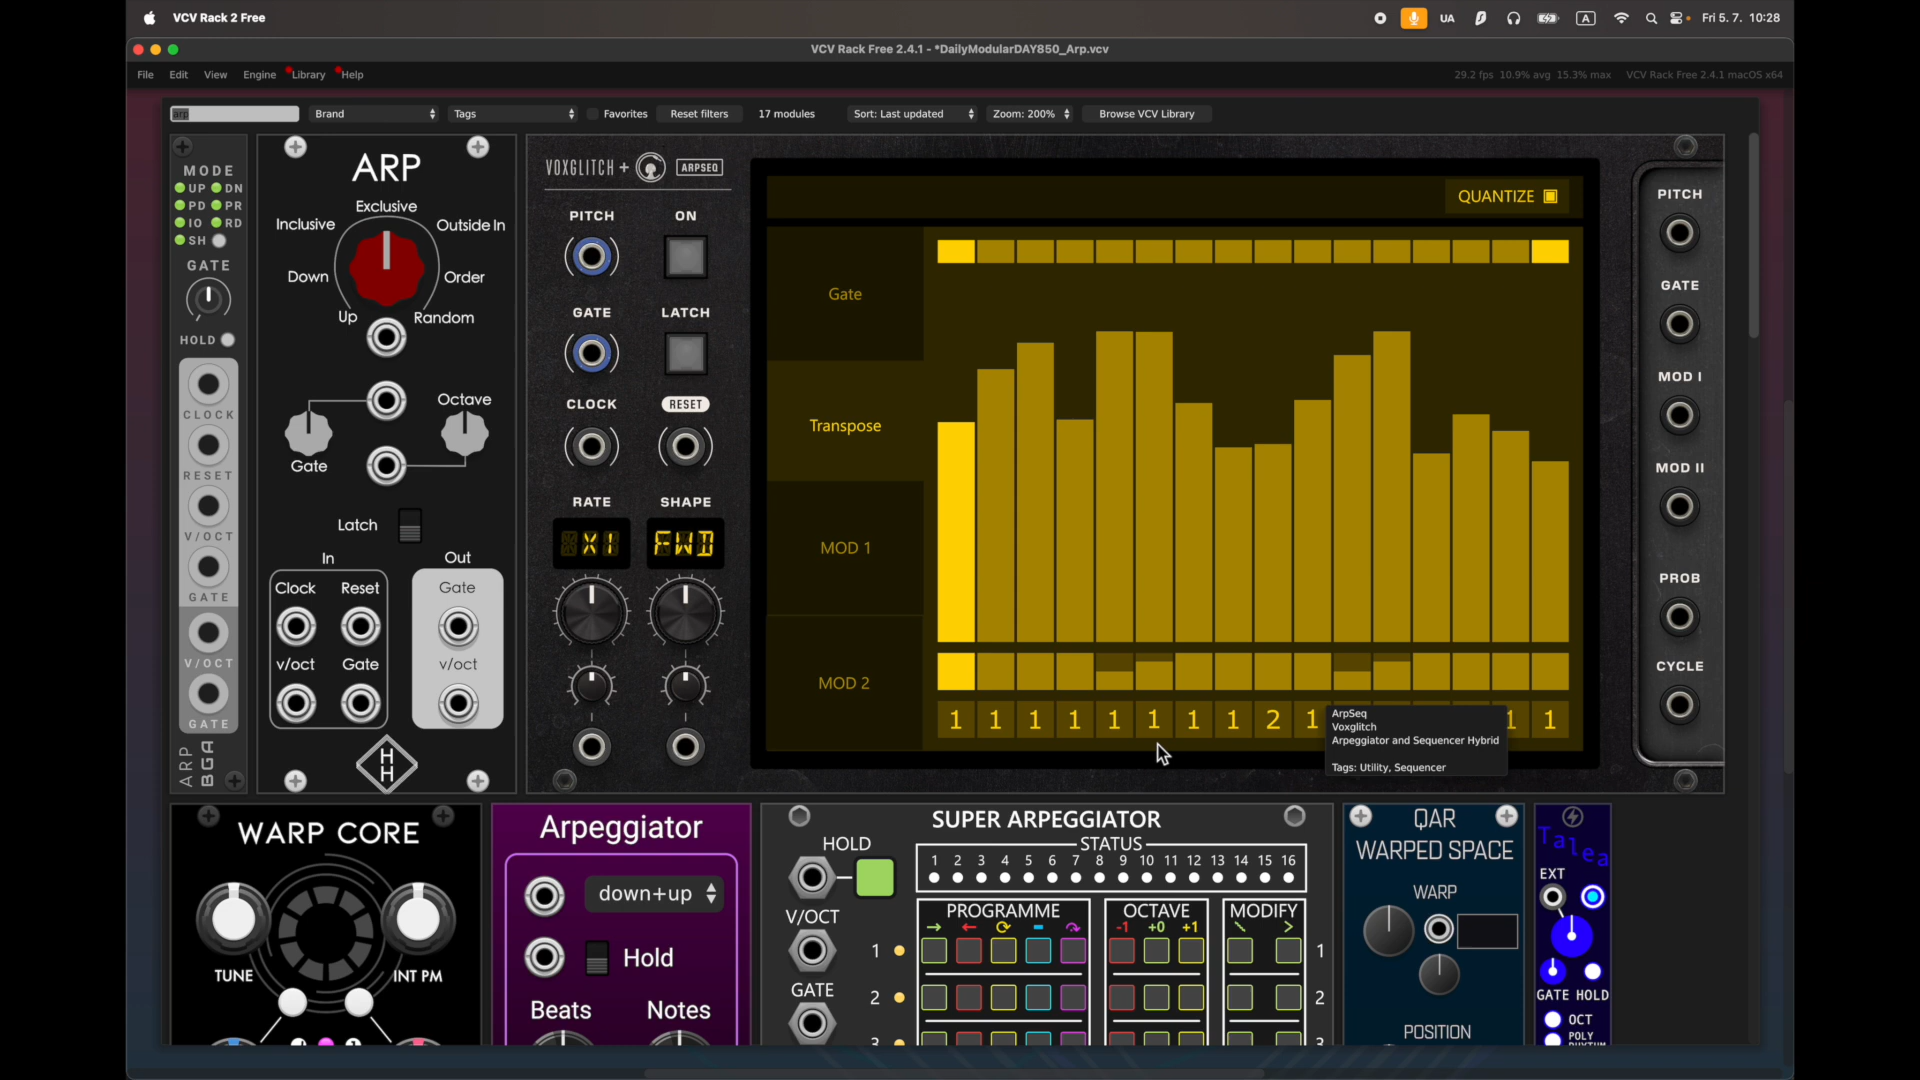 VCV Rack 2 Free
UA
A
Fri 5. 7. 10:28
VCV Rack Free 2.4.1 - *DailyModularDAY850_Arp.vcv
File Edit View Engine Library Help
29.2 fps 10.9% avg 15.3% max VCV Rack Free 2.4.1 macOS x64
arp
Brand
Tags
Favorites
Reset filters
17 modules
Sort: Last updated
Zoom: 200%
Browse VCV Library
MODE
UP DN
PD PR
IO RD
SH
GATE
HOLD
CLOCK
RESET
V/OCT
GATE
V/OCT
GATE
ARP
BGA
ARP
Exclusive
Inclusive
Outside In
Down
Order
Up
Random
Octave
Gate
Latch
In
Out
Clock Reset
Gate
v/oct Gate
v/oct
H
H
VOXGLITCH +
ARPSEQ
PITCH
ON
GATE
LATCH
CLOCK
RESET
RATE
SHAPE
X1
FWD
QUANTIZE
Gate
Transpose
MOD 1
MOD 2
1 1 1 1 1 1 1 1 2 1 1 1
ArpSeq
Voxglitch
Arpeggiator and Sequencer Hybrid
Tags: Utility, Sequencer
PITCH
GATE
MOD I
MOD II
PROB
CYCLE
WARP CORE
TUNE
INT PM
Arpeggiator
down+up
Hold
Beats
Notes
SUPER ARPEGGIATOR
HOLD
STATUS
1 2 3 4 5 6 7 8 9 10 11 12 13 14 15 16
V/OCT
PROGRAMME
OCTAVE
MODIFY
-1 +0 +1
1
1
GATE
2
2
3
3
QAR
WARPED SPACE
WARP
POSITION
Talea
EXT
GATE HOLD
OCT
POLY
RHYTHM